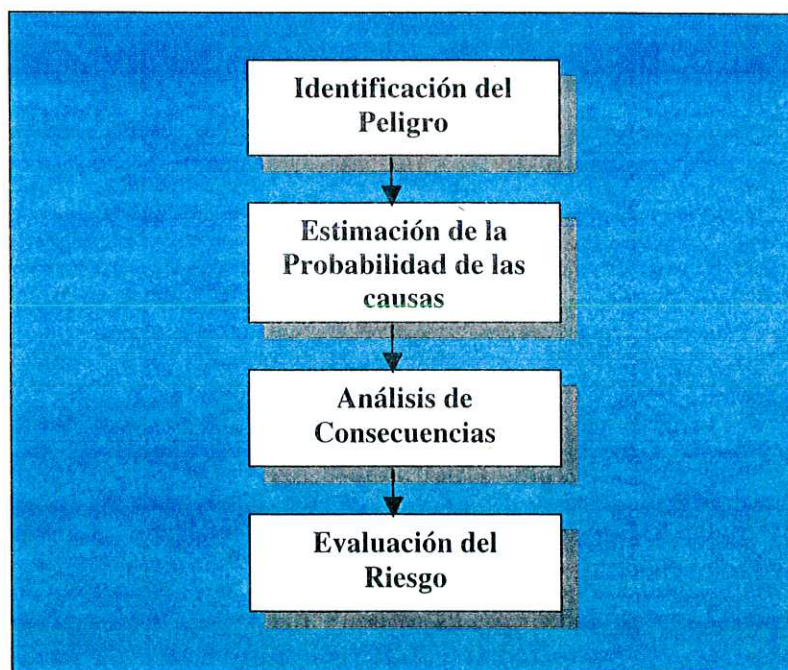 Identificación del
Peligro
Estimación de la
Probabilidad de las
causas
Análisis de
Consecuencias
Evaluación del
Riesgo